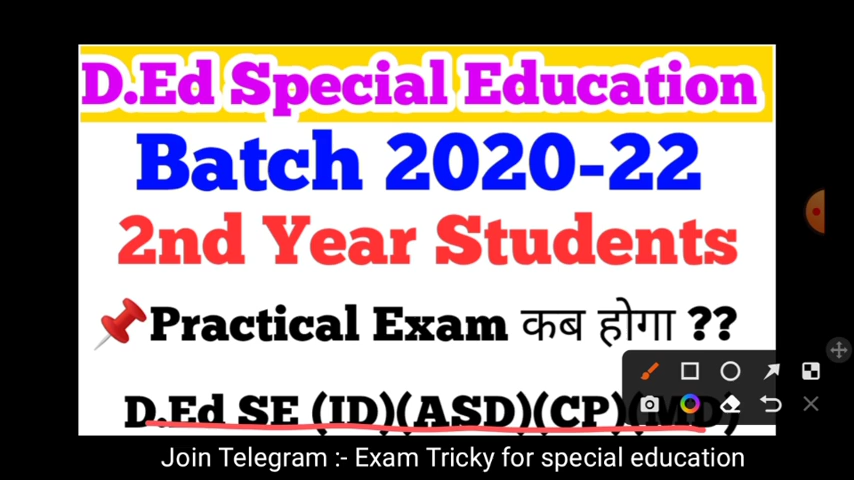 D.Ed Special Education
Batch 2020-22
2nd Year Students
📌Practical Exam कब होगा ??
D.Ed SE (ID)(ASD)(CP)(MD)
Join Telegram :- Exam Tricky for special education